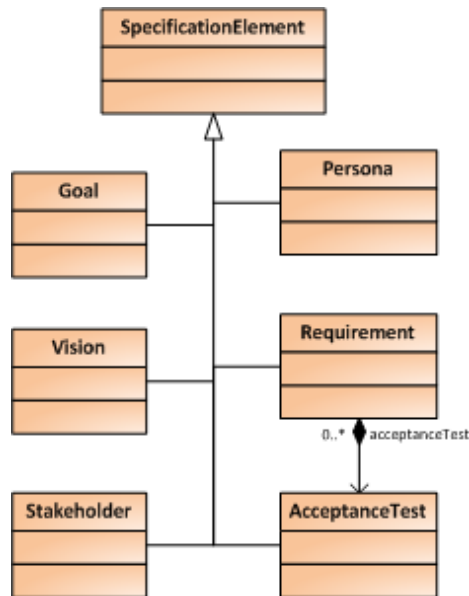 SpecificationElement
Goal
Persona
Vision
Requirement
0..* acceptanceTest
Stakeholder
AcceptanceTest